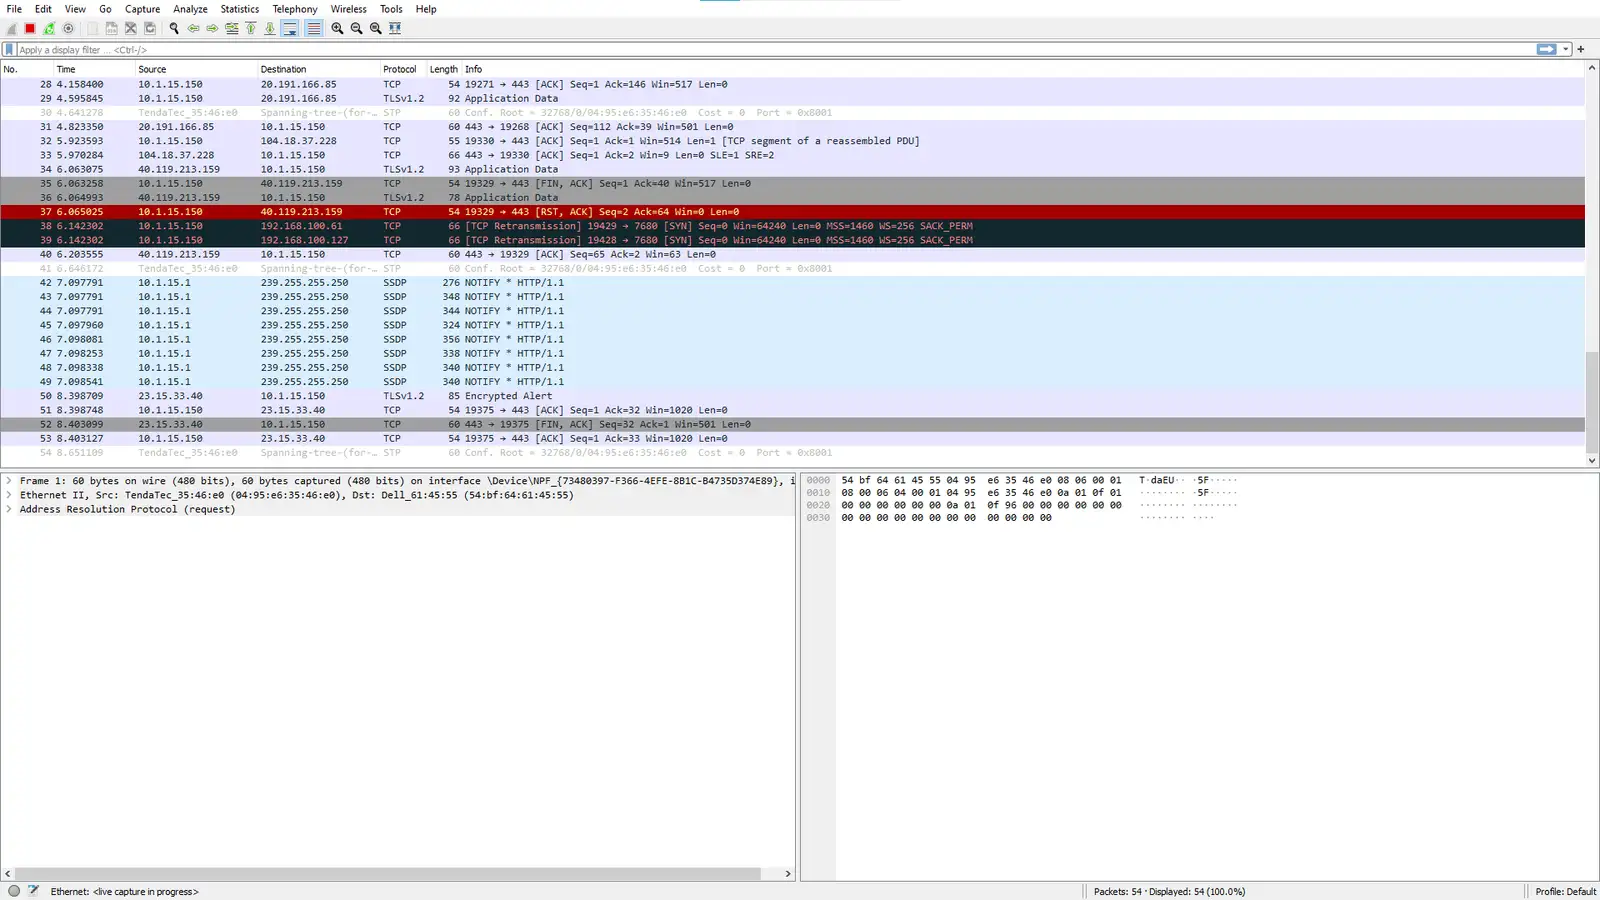 File Edit View Go Capture Analyze Statistics Telephony Wireless Tools Help
Apply a display filter ... <Ctrl-/>
No. Time Source Destination Protocol Length Info
28 4.158400 10.1.15.150 20.191.166.85 TCP 54 19271 → 443 [ACK] Seq=1 Ack=146 Win=517 Len=0
29 4.595845 10.1.15.150 20.191.166.85 TLSv1.2 92 Application Data
30 4.641278 TendaTec_35:46:e0 Spanning-tree-(for-… STP 60 Conf. Root = 32768/0/04:95:e6:35:46:e0 Cost = 0 Port = 0x8001
31 4.823350 20.191.166.85 10.1.15.150 TCP 60 443 → 19268 [ACK] Seq=112 Ack=39 Win=501 Len=0
32 5.923593 10.1.15.150 104.18.37.228 TCP 55 19330 → 443 [ACK] Seq=1 Ack=1 Win=514 Len=1 [TCP segment of a reassembled PDU]
33 5.970284 104.18.37.228 10.1.15.150 TCP 66 443 → 19330 [ACK] Seq=1 Ack=2 Win=9 Len=0 SLE=1 SRE=2
34 6.063075 40.119.213.159 10.1.15.150 TLSv1.2 93 Application Data
35 6.063258 10.1.15.150 40.119.213.159 TCP 54 19329 → 443 [FIN, ACK] Seq=1 Ack=40 Win=517 Len=0
36 6.064993 40.119.213.159 10.1.15.150 TLSv1.2 78 Application Data
37 6.065025 10.1.15.150 40.119.213.159 TCP 54 19329 → 443 [RST, ACK] Seq=2 Ack=64 Win=0 Len=0
38 6.142302 10.1.15.150 192.168.100.61 TCP 66 [TCP Retransmission] 19429 → 7680 [SYN] Seq=0 Win=64240 Len=0 MSS=1460 WS=256 SACK_PERM
39 6.142302 10.1.15.150 192.168.100.127 TCP 66 [TCP Retransmission] 19428 → 7680 [SYN] Seq=0 Win=64240 Len=0 MSS=1460 WS=256 SACK_PERM
40 6.203555 40.119.213.159 10.1.15.150 TCP 60 443 → 19329 [ACK] Seq=65 Ack=2 Win=63 Len=0
41 6.646172 TendaTec_35:46:e0 Spanning-tree-(for-… STP 60 Conf. Root = 32768/0/04:95:e6:35:46:e0 Cost = 0 Port = 0x8001
42 7.097791 10.1.15.1 239.255.255.250 SSDP 276 NOTIFY * HTTP/1.1
43 7.097791 10.1.15.1 239.255.255.250 SSDP 348 NOTIFY * HTTP/1.1
44 7.097791 10.1.15.1 239.255.255.250 SSDP 344 NOTIFY * HTTP/1.1
45 7.097960 10.1.15.1 239.255.255.250 SSDP 324 NOTIFY * HTTP/1.1
46 7.098081 10.1.15.1 239.255.255.250 SSDP 356 NOTIFY * HTTP/1.1
47 7.098253 10.1.15.1 239.255.255.250 SSDP 338 NOTIFY * HTTP/1.1
48 7.098338 10.1.15.1 239.255.255.250 SSDP 340 NOTIFY * HTTP/1.1
49 7.098541 10.1.15.1 239.255.255.250 SSDP 340 NOTIFY * HTTP/1.1
50 8.398709 23.15.33.40 10.1.15.150 TLSv1.2 85 Encrypted Alert
51 8.398748 10.1.15.150 23.15.33.40 TCP 54 19375 → 443 [ACK] Seq=1 Ack=32 Win=1020 Len=0
52 8.403099 23.15.33.40 10.1.15.150 TCP 60 443 → 19375 [FIN, ACK] Seq=32 Ack=1 Win=501 Len=0
53 8.403127 10.1.15.150 23.15.33.40 TCP 54 19375 → 443 [ACK] Seq=1 Ack=33 Win=1020 Len=0
54 8.651109 TendaTec_35:46:e0 Spanning-tree-(for-… STP 60 Conf. Root = 32768/0/04:95:e6:35:46:e0 Cost = 0 Port = 0x8001
Frame 1: 60 bytes on wire (480 bits), 60 bytes captured (480 bits) on interface \Device\NPF_{73480397-F366-4EFE-8B1C-B4735D374E89}, i
Ethernet II, Src: TendaTec_35:46:e0 (04:95:e6:35:46:e0), Dst: Dell_61:45:55 (54:bf:64:61:45:55)
Address Resolution Protocol (request)
0000 54 bf 64 61 45 55 04 95 e6 35 46 e0 08 06 00 01 T·daEU·· ·5F·····
0010 08 00 06 04 00 01 04 95 e6 35 46 e0 0a 01 0f 01 ········ ·5F·····
0020 00 00 00 00 00 00 0a 01 0f 96 00 00 00 00 00 00 ········ ········
0030 00 00 00 00 00 00 00 00 00 00 00 00 ········ ····
Ethernet: <live capture in progress>
Packets: 54 · Displayed: 54 (100.0%)
Profile: Default